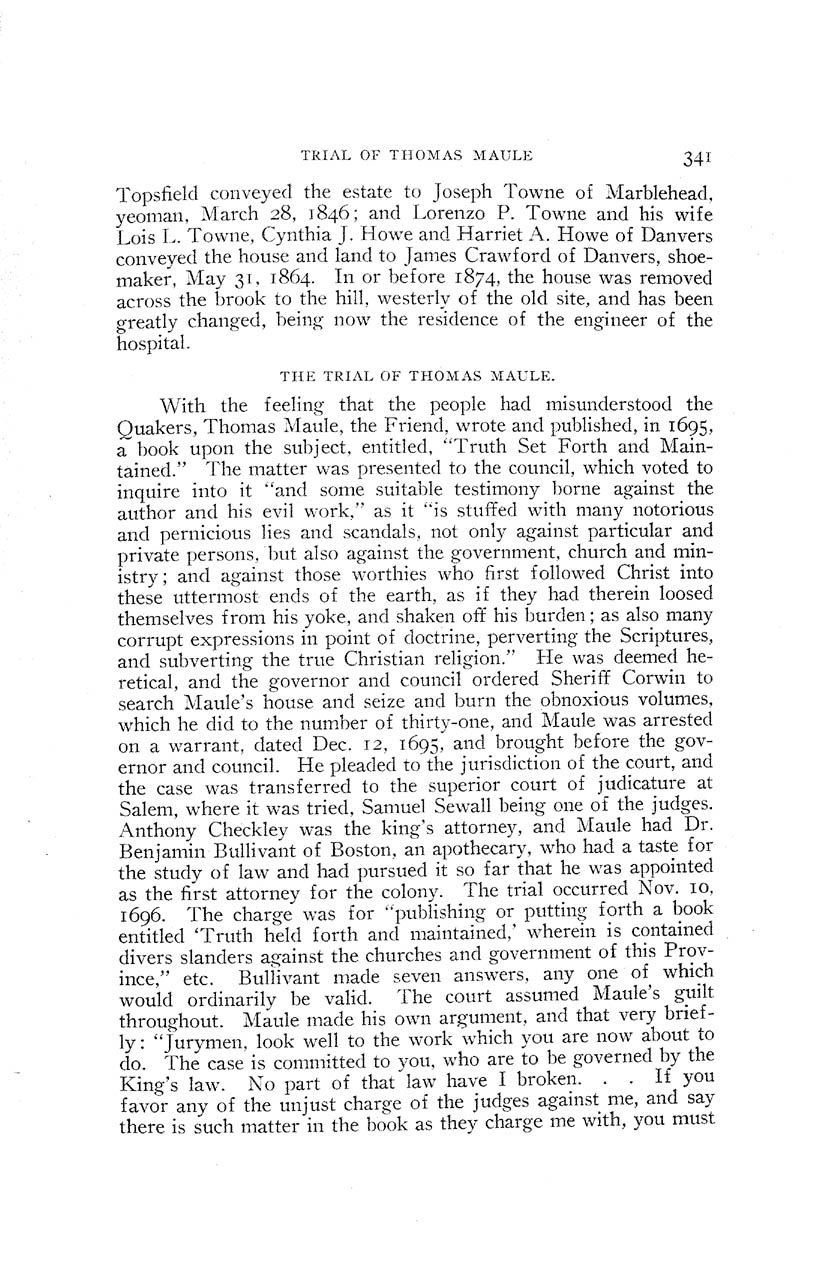 TRIAL OF THOMAS MAULE 341
Topsfield conveyed the estate to Joseph Towne of Marblehead,
yeoman, March 28, 1846; and Lorenzo P. Towne and his wife
Lois L. Towne, Cynthia J. Howe and Harriet A. Howe of Danvers
conveyed the house and land to James Crawford of Danvers, shoe-
maker, May 31, 1864. In or before 1874, the house was removed
across the brook to the hill, westerly of the old site, and has been
greatly changed, being now the residence of the engineer of the
hospital.
THE TRIAL OF THOMAS MAULE.
With the feeling that the people had misunderstood the
Quakers, Thomas Maule, the Friend, wrote and published, in 1695,
a book upon the subject, entitled, “Truth Set Forth and Main-
tained.” The matter was presented to the council, which voted to
inquire into it “and some suitable testimony borne against the
author and his evil work,” as it “is stuffed with many notorious
and pernicious lies and scandals, not only against particular and
private persons, but also against the government, church and min-
istry; and against those worthies who first followed Christ into
these uttermost ends of the earth, as if they had therein loosed
themselves from his yoke, and shaken off his burden; as also many
corrupt expressions in point of doctrine, perverting the Scriptures,
and subverting the true Christian religion.” He was deemed he-
retical, and the governor and council ordered Sheriff Corwin to
search Maule’s house and seize and burn the obnoxious volumes,
which he did to the number of thirty-one, and Maule was arrested
on a warrant, dated Dec. 12, 1695, and brought before the gov-
ernor and council. He pleaded to the jurisdiction of the court, and
the case was transferred to the superior court of judicature at
Salem, where it was tried, Samuel Sewall being one of the judges.
Anthony Checkley was the king’s attorney, and Maule had Dr.
Benjamin Bullivant of Boston, an apothecary, who had a taste for
the study of law and had pursued it so far that he was appointed
as the first attorney for the colony. The trial occurred Nov. 10,
1696. The charge was for “publishing or putting forth a book
entitled ‘Truth held forth and maintained,’ wherein is contained
divers slanders against the churches and government of this Prov-
ince,” etc. Bullivant made seven answers, any one of which
would ordinarily be valid. The court assumed Maule’s guilt
throughout. Maule made his own argument, and that very brief-
ly: “Jurymen, look well to the work which you are now about to
do. The case is committed to you, who are to be governed by the
King’s law. No part of that law have I broken. . . If you
favor any of the unjust charge of the judges against me, and say
there is such matter in the book as they charge me with, you must